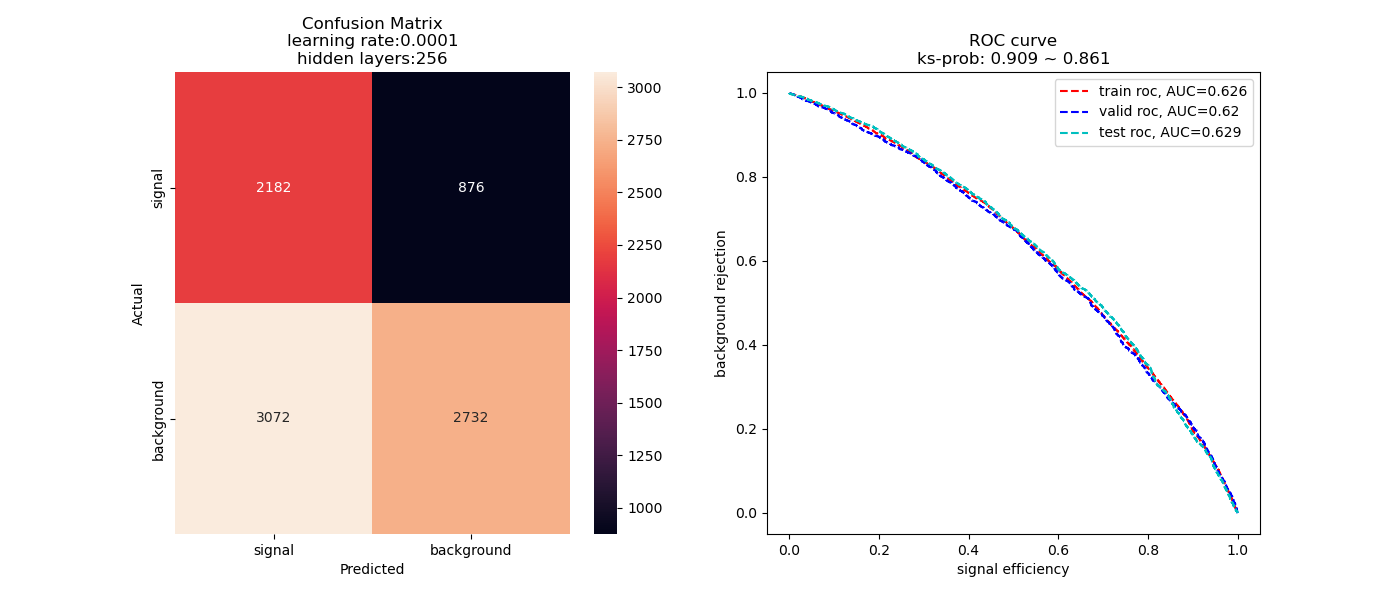 Confusion Matrix
learning rate:0.0001
hidden layers:256
signal
background
Actual
2182
876
3072
2732
signal
background
Predicted
3000
2750
2500
2250
2000
1750
1500
1250
1000
ROC curve
ks-prob: 0.909 ~ 0.861
train roc, AUC=0.626
valid roc, AUC=0.62
test roc, AUC=0.629
background rejection
1.0
0.8
0.6
0.4
0.2
0.0
0.0
0.2
0.4
0.6
0.8
1.0
signal efficiency